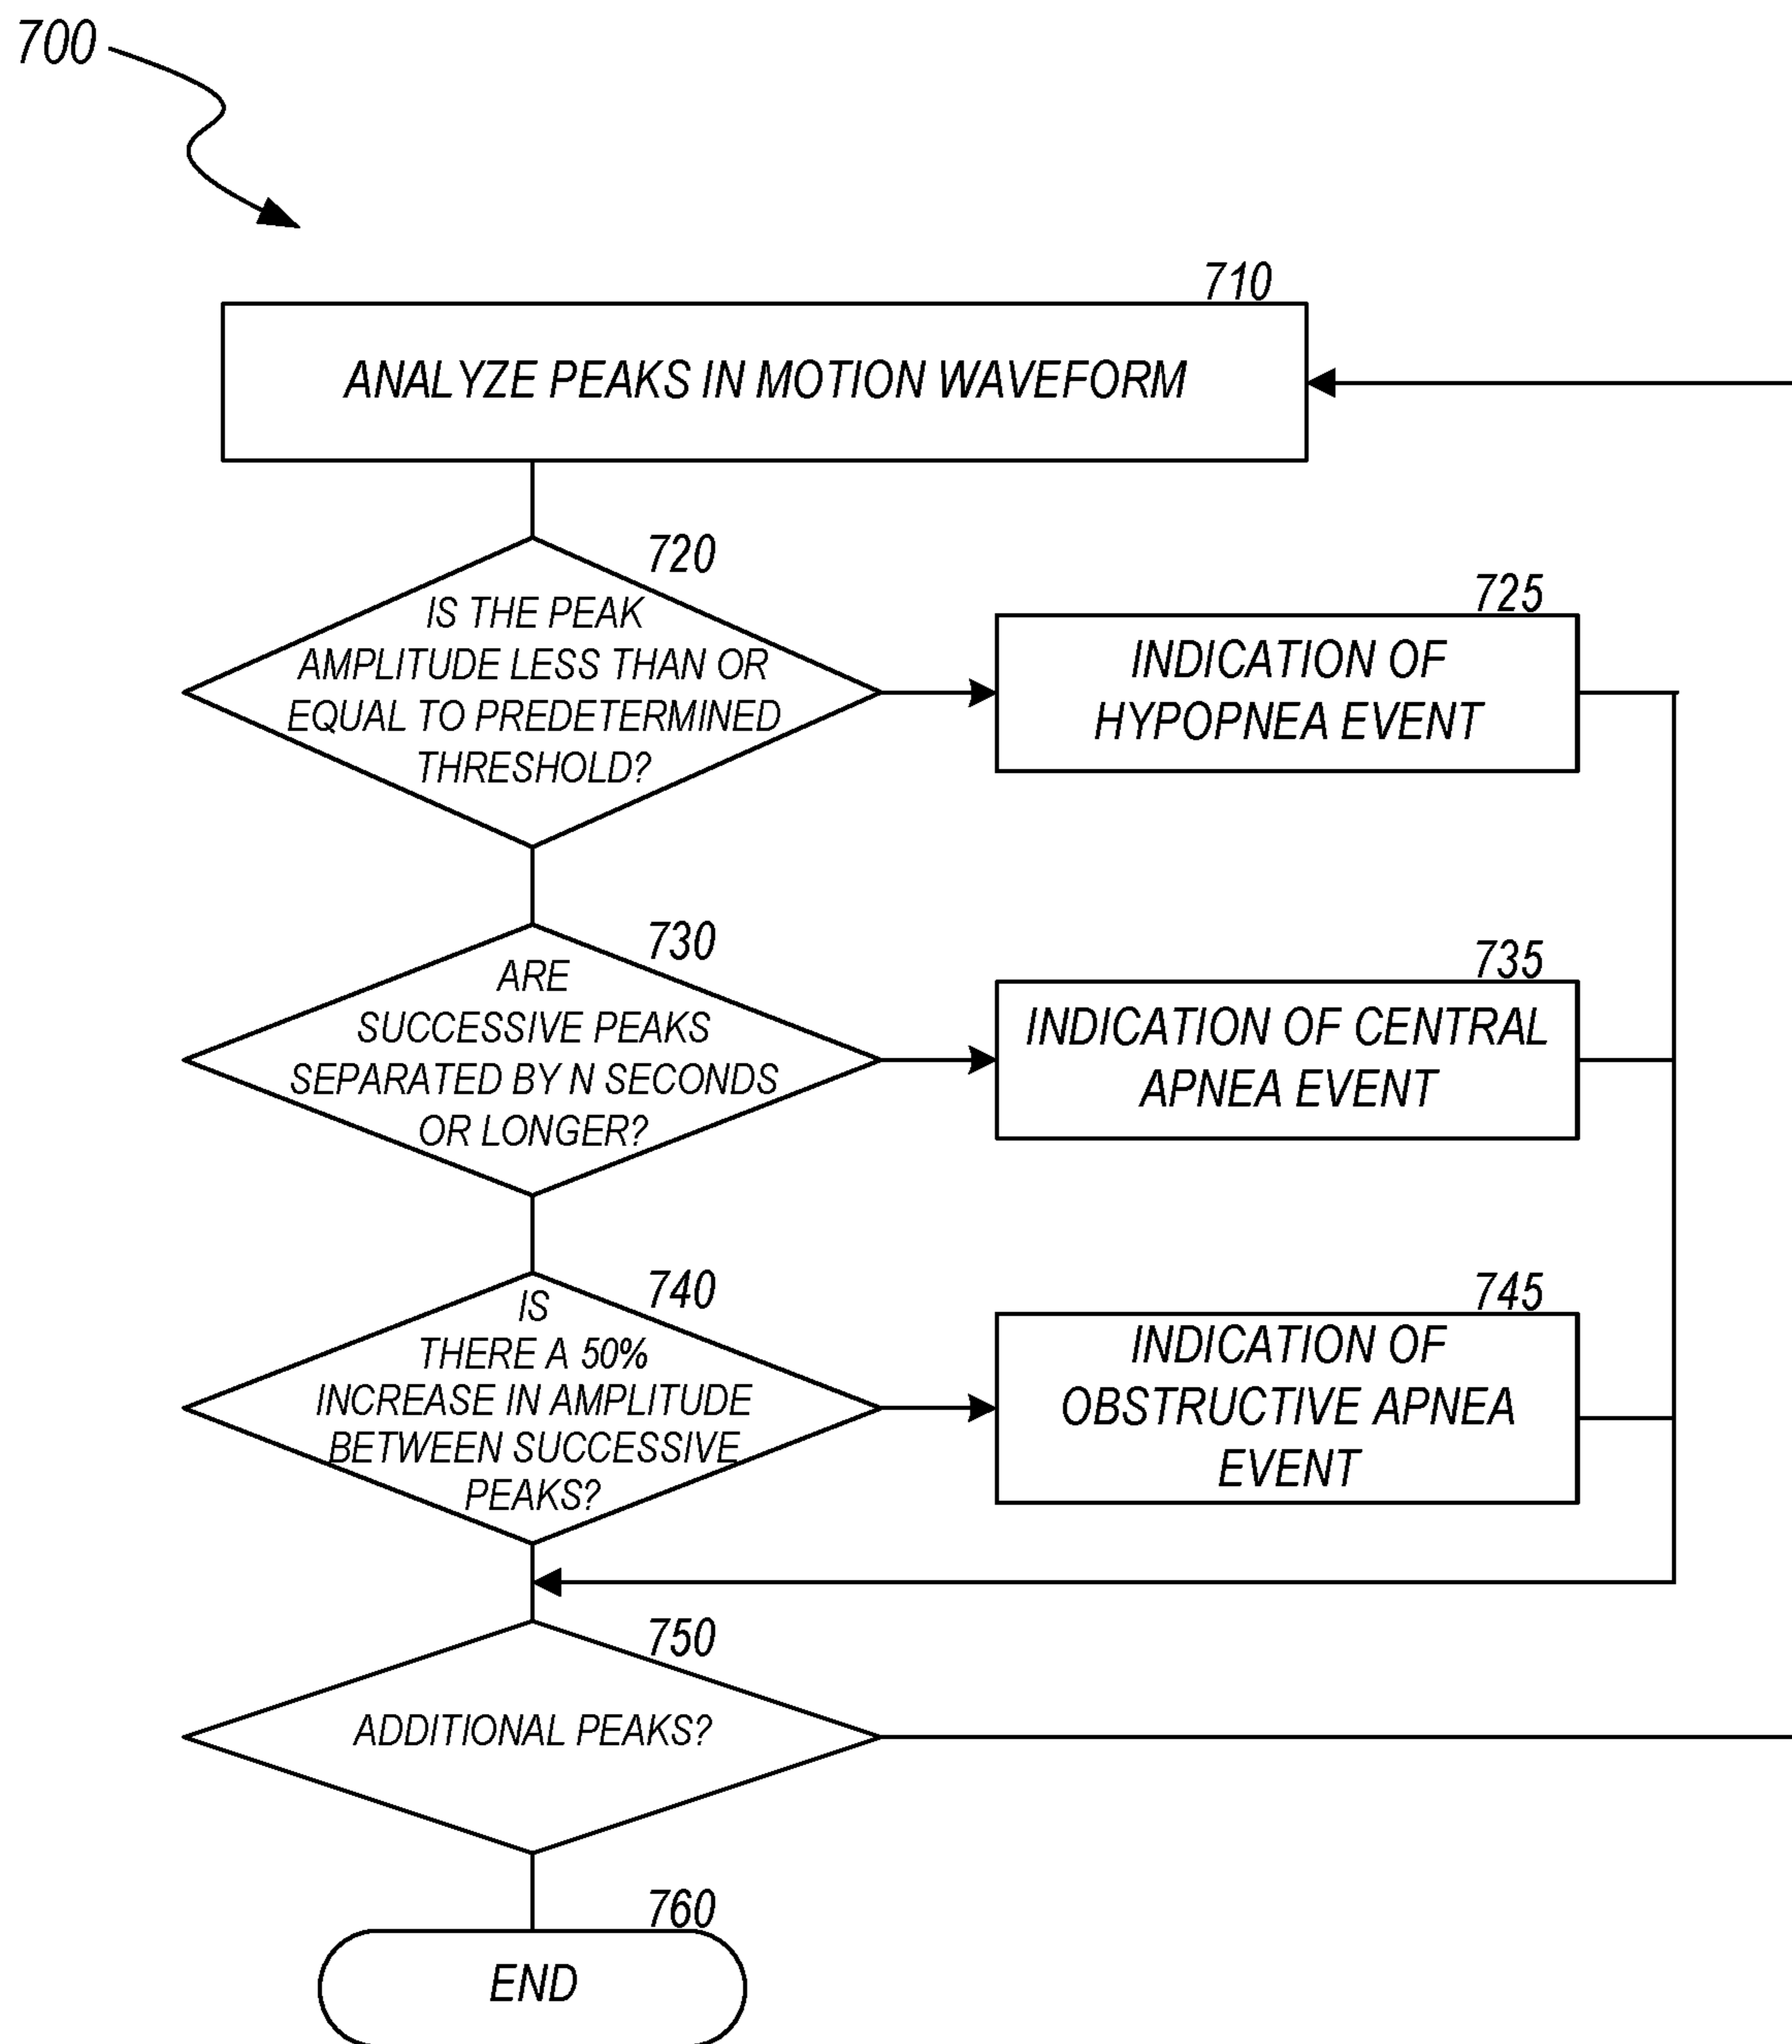 700
710
ANALYZE PEAKS IN MOTION WAVEFORM
720
IS THE PEAK
AMPLITUDE LESS THAN OR
EQUAL TO PREDETERMINED
THRESHOLD?
725
INDICATION OF
HYPOPNEA EVENT
730
ARE
SUCCESSIVE PEAKS
SEPARATED BY N SECONDS
OR LONGER?
735
INDICATION OF CENTRAL
APNEA EVENT
740
IS
THERE A 50%
INCREASE IN AMPLITUDE
BETWEEN SUCCESSIVE
PEAKS?
745
INDICATION OF
OBSTRUCTIVE APNEA
EVENT
750
ADDITIONAL PEAKS?
760
END